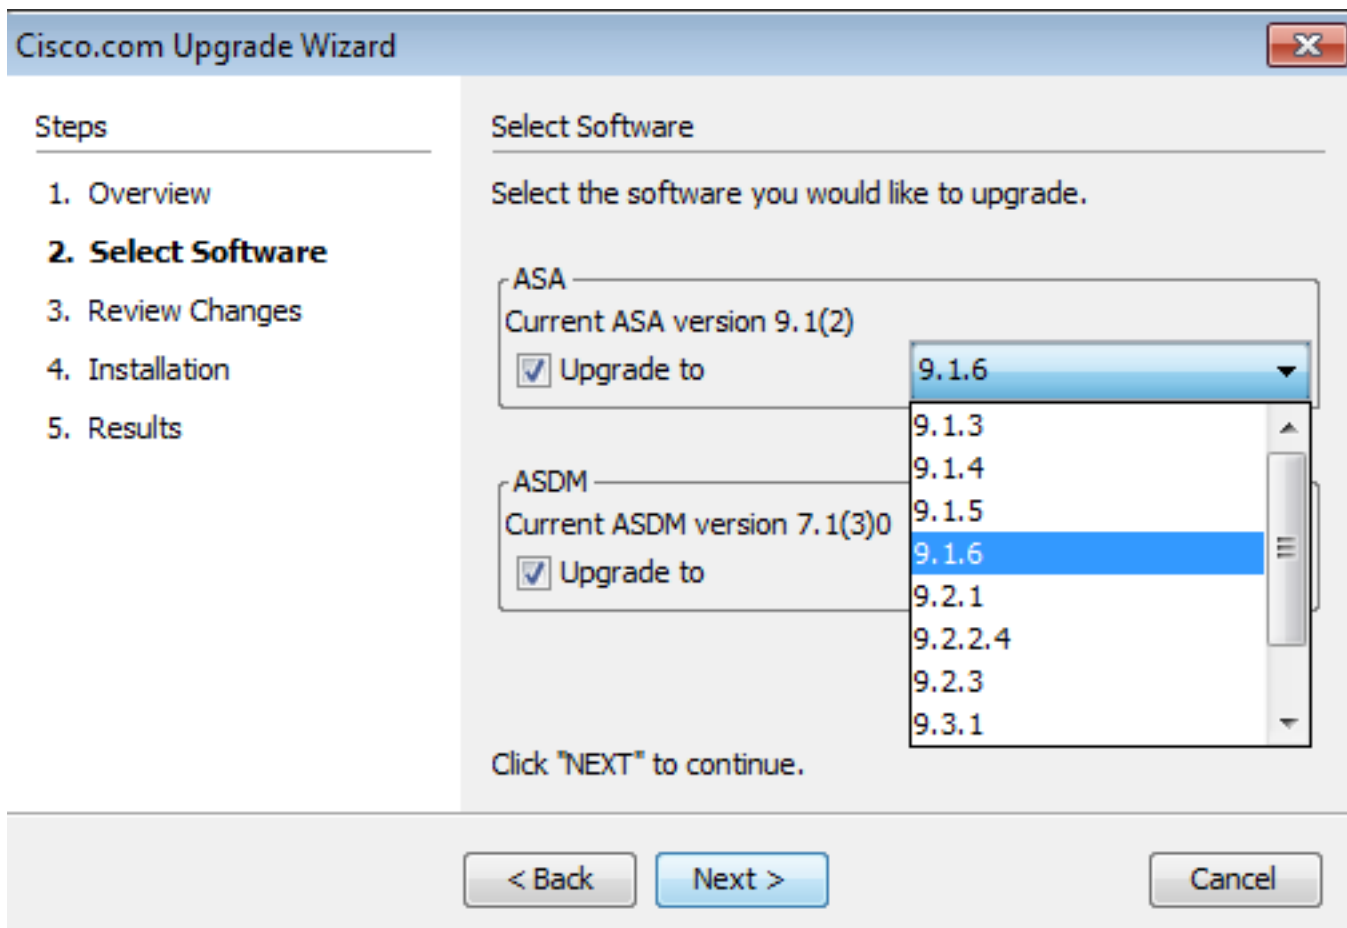 Cisco.com Upgrade Wizard
Steps
1. Overview
2. Select Software
3. Review Changes
4. Installation
5. Results
Select Software
Select the software you would like to upgrade.
ASA
Current ASA version 9.1(2)
Upgrade to
9.1.6
9.1.3
9.1.4
9.1.5
9.1.6
9.2.1
9.2.2.4
9.2.3
9.3.1
ASDM
Current ASDM version 7.1(3)0
Upgrade to
Click "NEXT" to continue.
< Back
Next >
Cancel